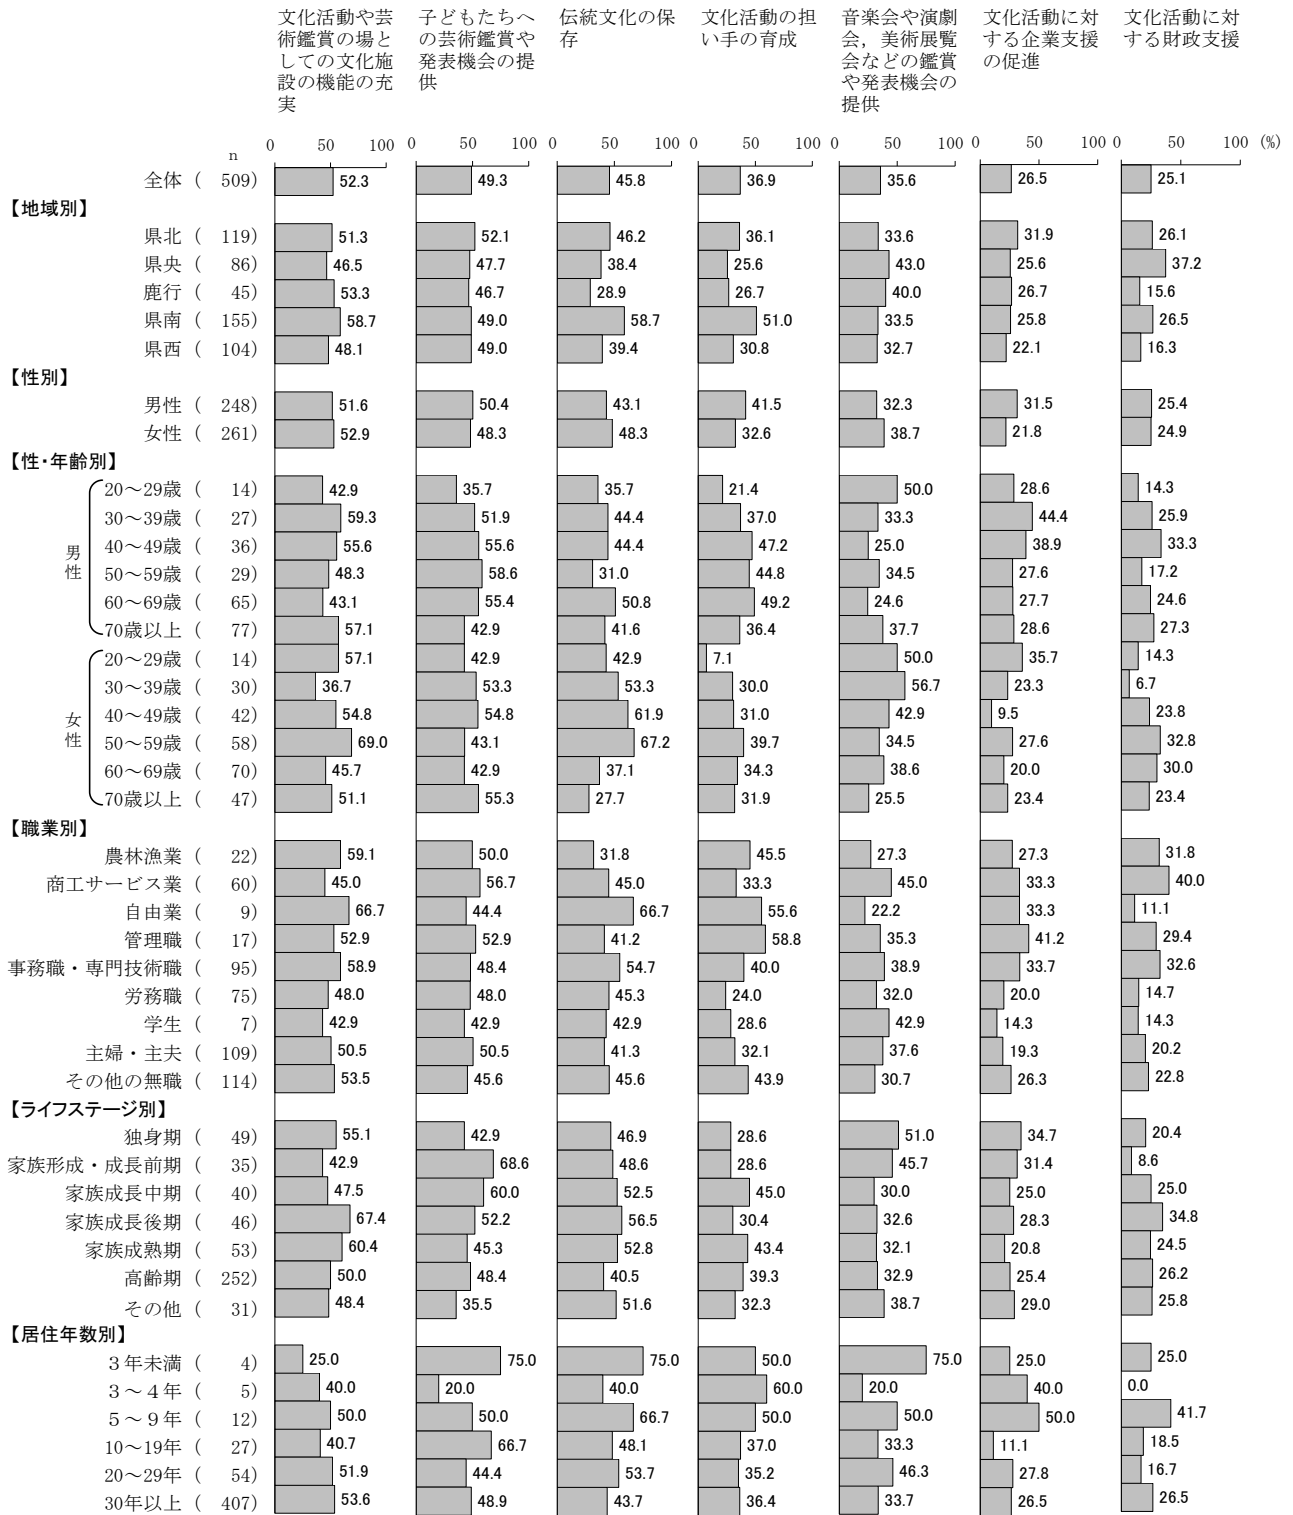 文化活動や芸術鑑賞の場としての文化施設の機能の充実
子どもたちへの芸術鑑賞や発表機会の提供
伝統文化の保存
文化活動の担い手の育成
音楽会や演劇会，美術展覧会などの鑑賞や発表機会の提供
文化活動に対する企業支援の促進
文化活動に対する財政支援
n 0 50 100 0 50 100 0 50 100 0 50 100 0 50 100 0 50 100 0 50 100 (%)
全体 ( 509) 52.3 49.3 45.8 36.9 35.6 26.5 25.1
【地域別】
県北 ( 119) 51.3 52.1 46.2 36.1 33.6 31.9 26.1
県央 ( 86) 46.5 47.7 38.4 25.6 43.0 25.6 37.2
鹿行 ( 45) 53.3 46.7 28.9 26.7 40.0 26.7 15.6
県南 ( 155) 58.7 49.0 58.7 51.0 33.5 25.8 26.5
県西 ( 104) 48.1 49.0 39.4 30.8 32.7 22.1 16.3
【性別】
男性 ( 248) 51.6 50.4 43.1 41.5 32.3 31.5 25.4
女性 ( 261) 52.9 48.3 48.3 32.6 38.7 21.8 24.9
【性・年齢別】
男性
20～29歳 ( 14) 42.9 35.7 35.7 21.4 50.0 28.6 14.3
30～39歳 ( 27) 59.3 51.9 44.4 37.0 33.3 44.4 25.9
40～49歳 ( 36) 55.6 55.6 44.4 47.2 25.0 38.9 33.3
50～59歳 ( 29) 48.3 58.6 31.0 44.8 34.5 27.6 17.2
60～69歳 ( 65) 43.1 55.4 50.8 49.2 24.6 27.7 24.6
70歳以上 ( 77) 57.1 42.9 41.6 36.4 37.7 28.6 27.3
女性
20～29歳 ( 14) 57.1 42.9 42.9 7.1 50.0 35.7 14.3
30～39歳 ( 30) 36.7 53.3 53.3 30.0 56.7 23.3 6.7
40～49歳 ( 42) 54.8 54.8 61.9 31.0 42.9 9.5 23.8
50～59歳 ( 58) 69.0 43.1 67.2 39.7 34.5 27.6 32.8
60～69歳 ( 70) 45.7 42.9 37.1 34.3 38.6 20.0 30.0
70歳以上 ( 47) 51.1 55.3 27.7 31.9 25.5 23.4 23.4
【職業別】
農林漁業 ( 22) 59.1 50.0 31.8 45.5 27.3 27.3 31.8
商工サービス業 ( 60) 45.0 56.7 45.0 33.3 45.0 33.3 40.0
自由業 ( 9) 66.7 44.4 66.7 55.6 22.2 33.3 11.1
管理職 ( 17) 52.9 52.9 41.2 58.8 35.3 41.2 29.4
事務職・専門技術職 ( 95) 58.9 48.4 54.7 40.0 38.9 33.7 32.6
労務職 ( 75) 48.0 48.0 45.3 24.0 32.0 20.0 14.7
学生 ( 7) 42.9 42.9 42.9 28.6 42.9 14.3 14.3
主婦・主夫 ( 109) 50.5 50.5 41.3 32.1 37.6 19.3 20.2
その他の無職 ( 114) 53.5 45.6 45.6 43.9 30.7 26.3 22.8
【ライフステージ別】
独身期 ( 49) 55.1 42.9 46.9 28.6 51.0 34.7 20.4
家族形成・成長前期 ( 35) 42.9 68.6 48.6 28.6 45.7 31.4 8.6
家族成長中期 ( 40) 47.5 60.0 52.5 45.0 30.0 25.0 25.0
家族成長後期 ( 46) 67.4 52.2 56.5 30.4 32.6 28.3 34.8
家族成熟期 ( 53) 60.4 45.3 52.8 43.4 32.1 20.8 24.5
高齢期 ( 252) 50.0 48.4 40.5 39.3 32.9 25.4 26.2
その他 ( 31) 48.4 35.5 51.6 32.3 38.7 29.0 25.8
【居住年数別】
３年未満 ( 4) 25.0 75.0 75.0 50.0 75.0 25.0 25.0
３～４年 ( 5) 40.0 20.0 40.0 60.0 20.0 40.0 0.0
５～９年 ( 12) 50.0 50.0 66.7 50.0 50.0 50.0 41.7
10～19年 ( 27) 40.7 66.7 48.1 37.0 33.3 11.1 18.5
20～29年 ( 54) 51.9 44.4 53.7 35.2 46.3 27.8 16.7
30年以上 ( 407) 53.6 48.9 43.7 36.4 33.7 26.5 26.5